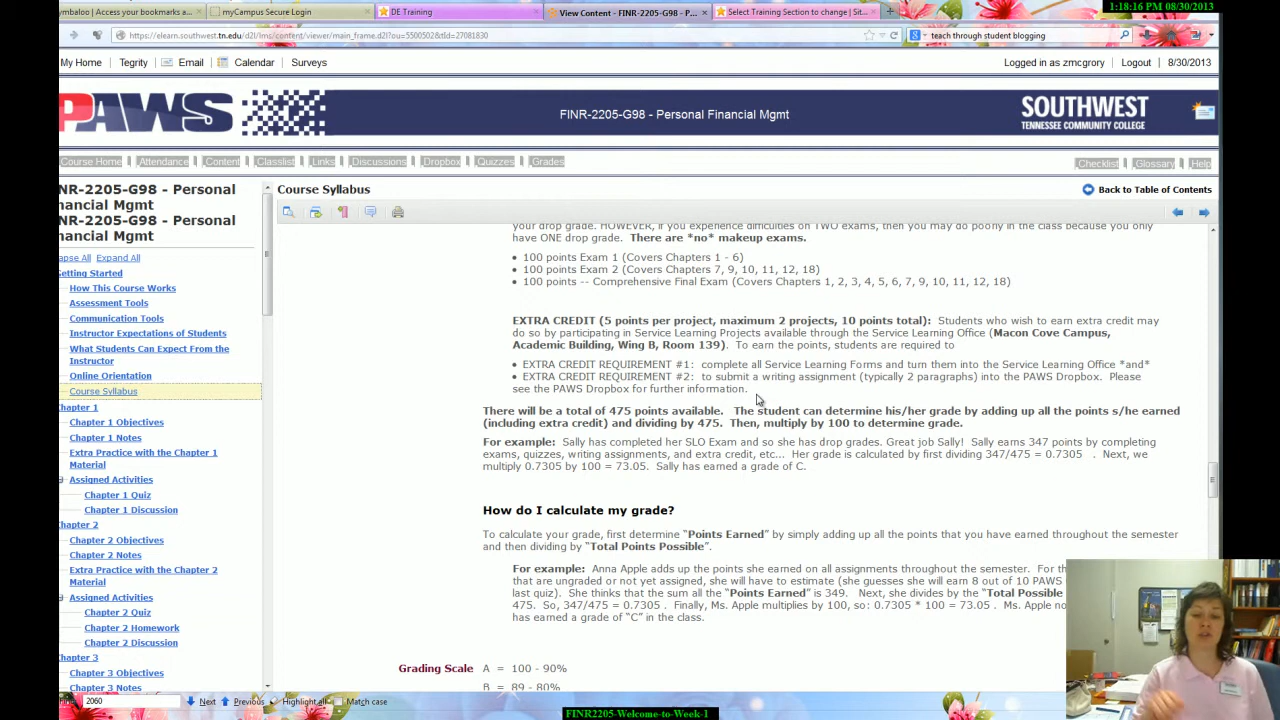 1:18:16 PM 08/30/2013
ymbaloo | Access your bookmarks a...
myCampus Secure Login
DE Training
View Content - FINR-2205-G98 - P...
Select Training Section to change | Sit...
https://elearn.southwest.tn.edu/d2l/lms/content/viewer/main_frame.d2l?ou=5500502&tId=27081830
teach through student blogging
My Home
Tegrity
Email
Calendar
Surveys
Logged in as zmcgrory
Logout
8/30/2013
PAWS
FINR-2205-G98 - Personal Financial Mgmt
SOUTHWEST
TENNESSEE COMMUNITY COLLEGE
Course Home
Attendance
Content
Classlist
Links
Discussions
Dropbox
Quizzes
Grades
Checklist
Glossary
Help
NR-2205-G98 - Personal
nancial Mgmt
NR-2205-G98 - Personal
nancial Mgmt
apse All Expand All
Getting Started
How This Course Works
Assessment Tools
Communication Tools
Instructor Expectations of Students
What Students Can Expect From the
Instructor
Online Orientation
Course Syllabus
Chapter 1
Chapter 1 Objectives
Chapter 1 Notes
Extra Practice with the Chapter 1
Material
Assigned Activities
Chapter 1 Quiz
Chapter 1 Discussion
Chapter 2
Chapter 2 Objectives
Chapter 2 Notes
Extra Practice with the Chapter 2
Material
Assigned Activities
Chapter 2 Quiz
Chapter 2 Homework
Chapter 2 Discussion
Chapter 3
Chapter 3 Objectives
Chapter 3 Notes
Course Syllabus
Back to Table of Contents
your drop grade. HOWEVER, if you experience difficulties on TWO exams, then you may do poorly in the class because you only
have ONE drop grade. There are *no* makeup exams.
• 100 points Exam 1 (Covers Chapters 1 - 6)
• 100 points Exam 2 (Covers Chapters 7, 9, 10, 11, 12, 18)
• 100 points -- Comprehensive Final Exam (Covers Chapters 1, 2, 3, 4, 5, 6, 7, 9, 10, 11, 12, 18)
EXTRA CREDIT (5 points per project, maximum 2 projects, 10 points total): Students who wish to earn extra credit may
do so by participating in Service Learning Projects available through the Service Learning Office (Macon Cove Campus,
Academic Building, Wing B, Room 139). To earn the points, students are required to
• EXTRA CREDIT REQUIREMENT #1: complete all Service Learning Forms and turn them into the Service Learning Office *and*
• EXTRA CREDIT REQUIREMENT #2: to submit a writing assignment (typically 2 paragraphs) into the PAWS Dropbox. Please
see the PAWS Dropbox for further information.
There will be a total of 475 points available. The student can determine his/her grade by adding up all the points s/he earned
(including extra credit) and dividing by 475. Then, multiply by 100 to determine grade.
For example: Sally has completed her SLO Exam and so she has drop grades. Great job Sally! Sally earns 347 points by completing
exams, quizzes, writing assignments, and extra credit, etc... Her grade is calculated by first dividing 347/475 = 0.7305 . Next, we
multiply 0.7305 by 100 = 73.05. Sally has earned a grade of C.
How do I calculate my grade?
To calculate your grade, first determine “Points Earned” by simply adding up all the points that you have earned throughout the semester
and then dividing by “Total Points Possible”.
For example: Anna Apple adds up the points she earned on all assignments throughout the semester. For th
that are ungraded or not yet assigned, she will have to estimate (she guesses she will earn 8 out of 10 PAWS
last quiz). She thinks that the sum all the “Points Earned” is 349. Next, she divides by the “Total Possible
475. So, 347/475 = 0.7305 . Finally, Ms. Apple multiplies by 100, so: 0.7305 * 100 = 73.05 . Ms. Apple no
has earned a grade of “C” in the class.
Grading Scale A = 100 - 90%
B = 89 - 80%
2060
Next
Previous
Highlight all
Match case
FINR2205-Welcome-to-Week-1